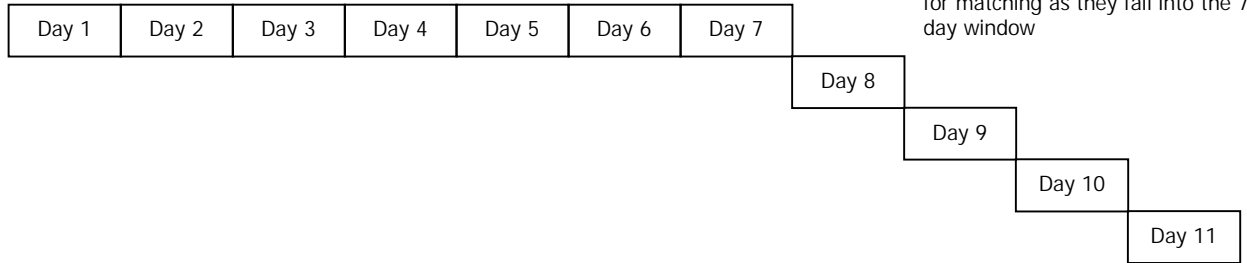 for matching as they fall into the 7
day window
Day 1 Day 2 Day 3 Day 4 Day 5 Day 6 Day 7
Day 8
Day 9
Day 10
Day 11